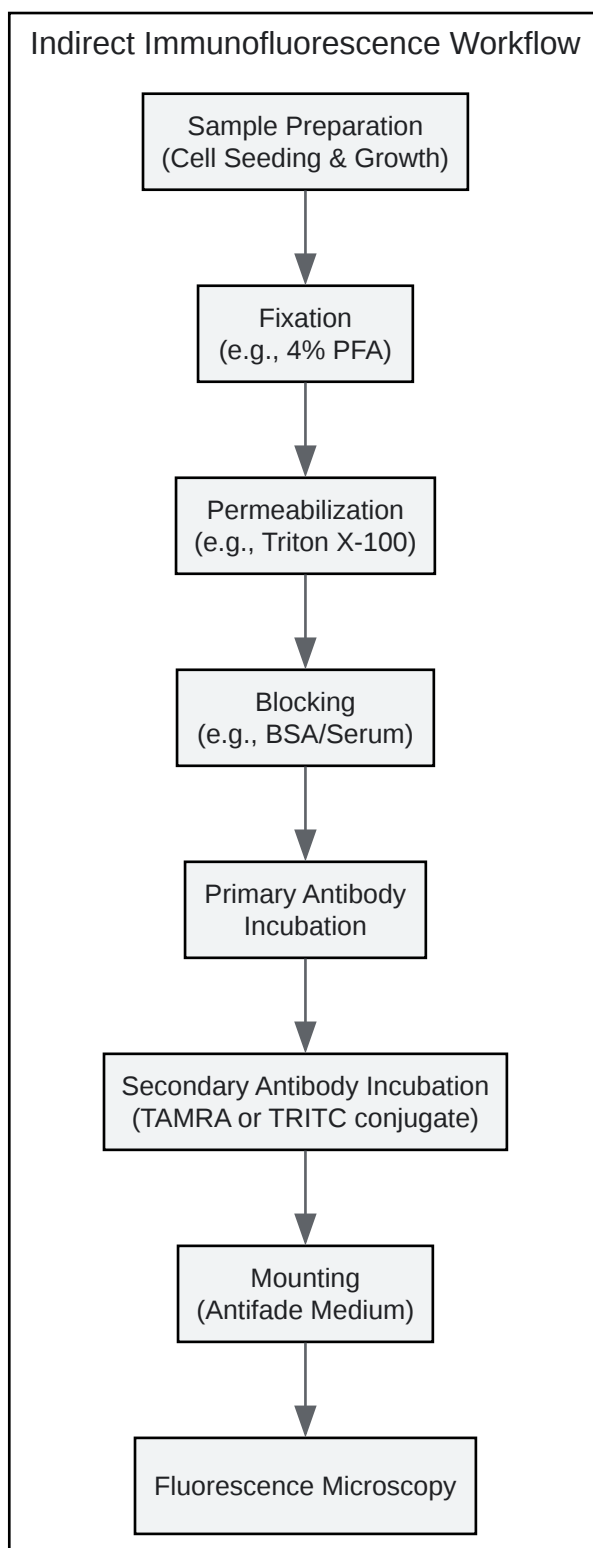 Indirect Immunofluorescence Workflow
Sample Preparation
(Cell Seeding & Growth)
Fixation
(e.g., 4% PFA)
Permeabilization
(e.g., Triton X-100)
Blocking
(e.g., BSA/Serum)
Primary Antibody
Incubation
Secondary Antibody Incubation
(TAMRA or TRITC conjugate)
Mounting
(Antifade Medium)
Fluorescence Microscopy